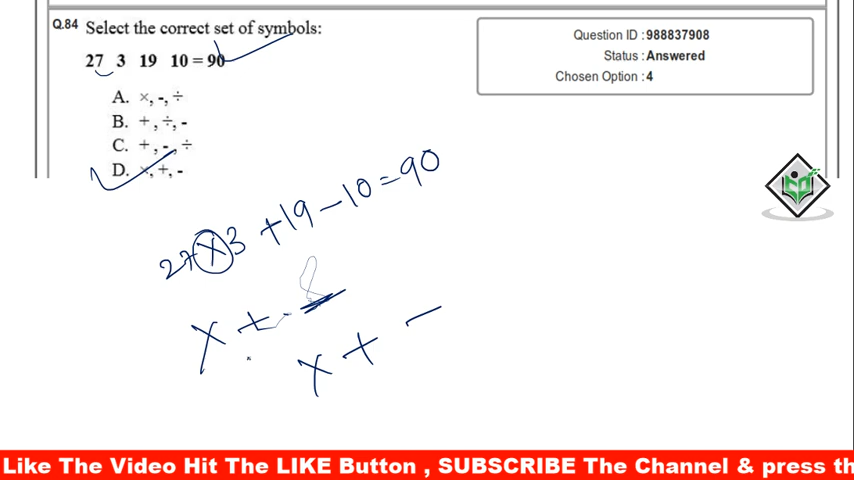 Q.84 Select the correct set of symbols:
27 3 19 10 = 90
A. ×, -, ÷
B. +, ÷, -
C. +, -, ÷
D. ×, +, -
Question ID : 988837908
Status : Answered
Chosen Option : 4
27 × 3 + 19 - 10 = 90
× + -
× + -
Like The Video Hit The LIKE Button , SUBSCRIBE The Channel & press th